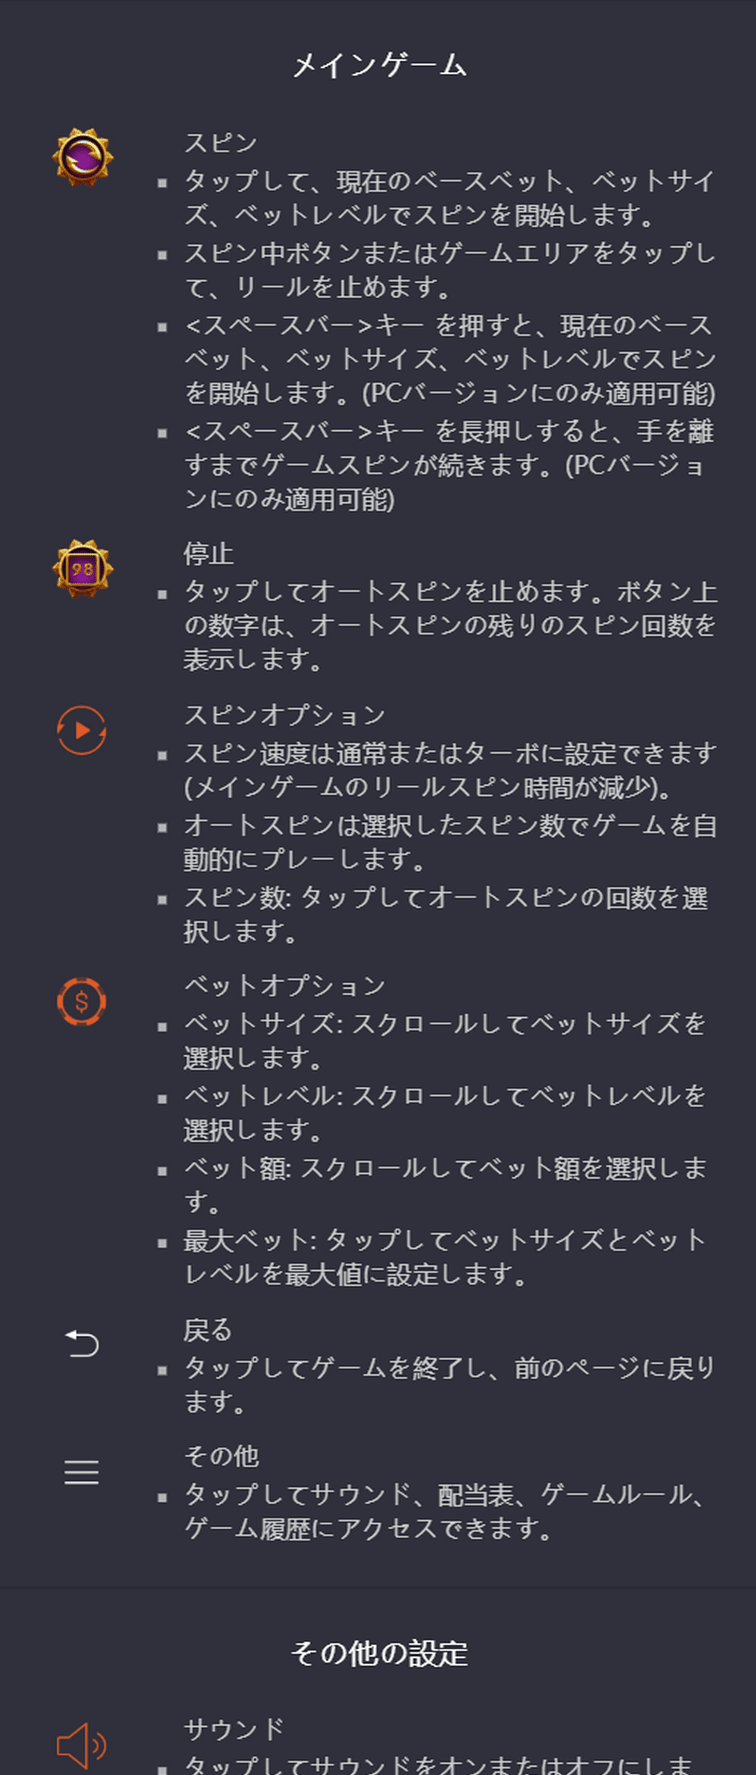 メインゲーム
スピン
▪ タップして、現在のベースベット、ベットサイ
ズ、ベットレベルでスピンを開始します。
▪ スピン中ボタンまたはゲームエリアをタップし
て、リールを止めます。
▪ <スペースバー>キー を押すと、現在のベース
ベット、ベットサイズ、ベットレベルでスピン
を開始します。(PCバージョンにのみ適用可能)
▪ <スペースバー>キー を長押しすると、手を離
すまでゲームスピンが続きます。(PCバージョ
ンにのみ適用可能)
98
停止
▪ タップしてオートスピンを止めます。ボタン上
の数字は、オートスピンの残りのスピン回数を
表示します。
スピンオプション
▪ スピン速度は通常またはターボに設定できます
(メインゲームのリールスピン時間が減少)。
▪ オートスピンは選択したスピン数でゲームを自
動的にプレーします。
▪ スピン数: タップしてオートスピンの回数を選
択します。
$
ベットオプション
▪ ベットサイズ: スクロールしてベットサイズを
選択します。
▪ ベットレベル: スクロールしてベットレベルを
選択します。
▪ ベット額: スクロールしてベット額を選択しま
す。
▪ 最大ベット: タップしてベットサイズとベット
レベルを最大値に設定します。
戻る
▪ タップしてゲームを終了し、前のページに戻り
ます。
その他
▪ タップしてサウンド、配当表、ゲームルール、
ゲーム履歴にアクセスできます。
その他の設定
サウンド
▪ タップしてサウンドをオンまたはオフにしま